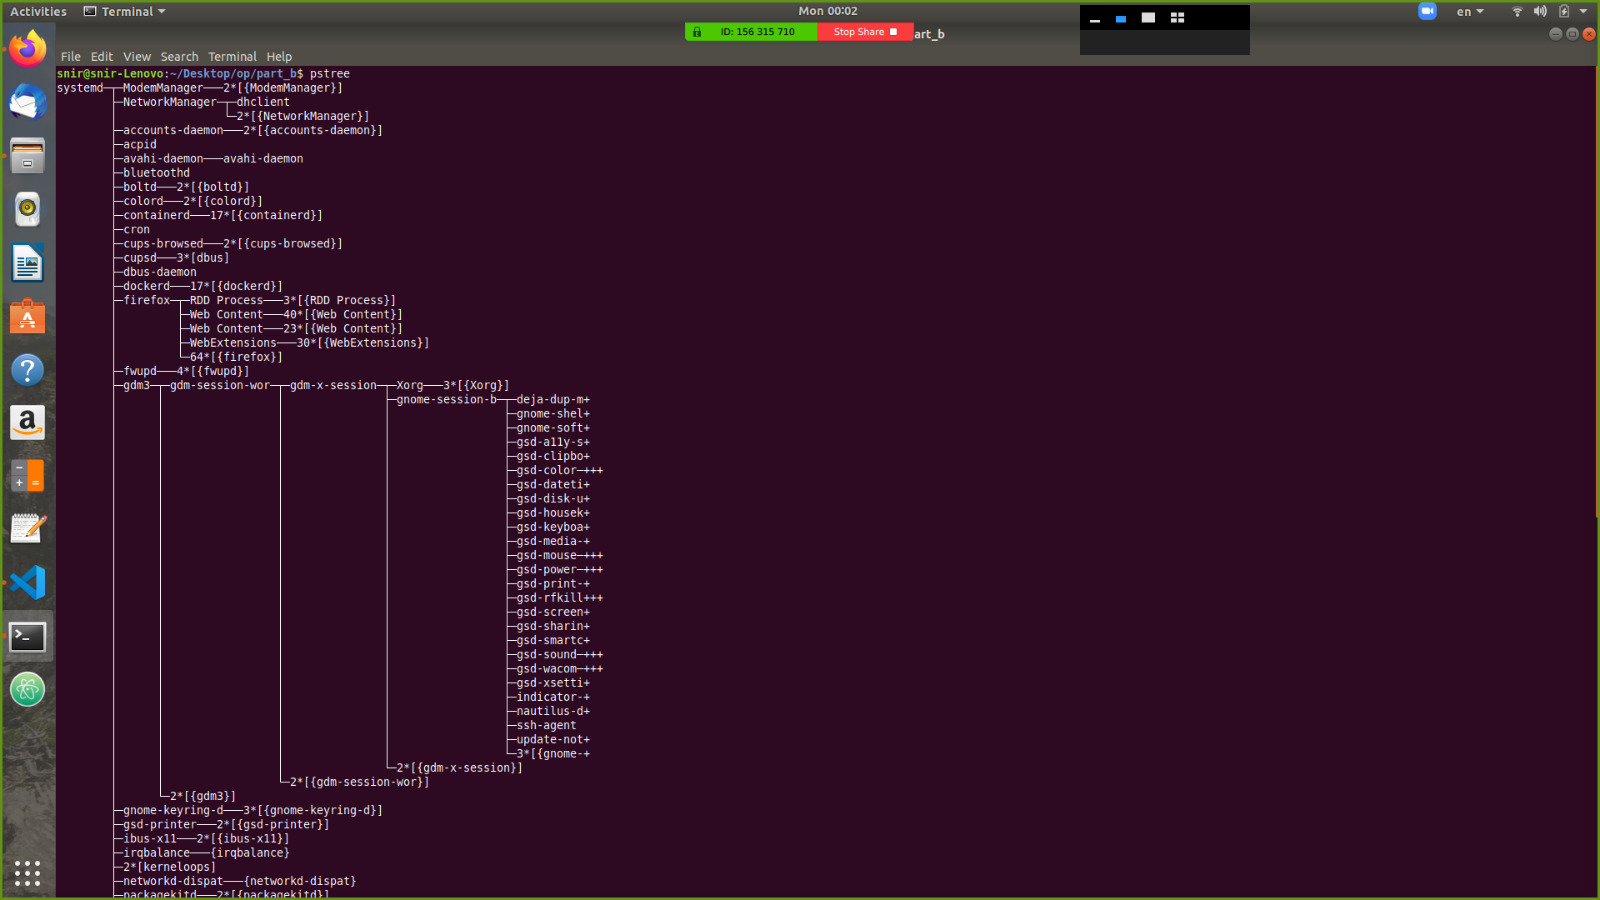 Activities Terminal Mon 00:02 en
ID: 156 315 710 Stop Share art_b
File Edit View Search Terminal Help
snir@snir-Lenovo:~/Desktop/op/part_b$ pstree
systemd─┬─ModemManager───2*[{ModemManager}]
├─NetworkManager─┬─dhclient
└─2*[{NetworkManager}]
├─accounts-daemon───2*[{accounts-daemon}]
├─acpid
├─avahi-daemon───avahi-daemon
├─bluetoothd
├─boltd───2*[{boltd}]
├─colord───2*[{colord}]
├─containerd───17*[{containerd}]
├─cron
├─cups-browsed───2*[{cups-browsed}]
├─cupsd───3*[dbus]
├─dbus-daemon
├─dockerd───17*[{dockerd}]
├─firefox─┬─RDD Process───3*[{RDD Process}]
├─Web Content───40*[{Web Content}]
├─Web Content───23*[{Web Content}]
├─WebExtensions───30*[{WebExtensions}]
└─64*[{firefox}]
├─fwupd───4*[{fwupd}]
├─gdm3─┬─gdm-session-wor─┬─gdm-x-session─┬─Xorg───3*[{Xorg}]
├─gnome-session-b─┬─deja-dup-m+
├─gnome-shel+
├─gnome-soft+
├─gsd-a11y-s+
├─gsd-clipbo+
├─gsd-color─+++
├─gsd-dateti+
├─gsd-disk-u+
├─gsd-housek+
├─gsd-keyboa+
├─gsd-media-+
├─gsd-mouse─+++
├─gsd-power─+++
├─gsd-print-+
├─gsd-rfkill+++
├─gsd-screen+
├─gsd-sharin+
├─gsd-smartc+
├─gsd-sound─+++
├─gsd-wacom─+++
├─gsd-xsetti+
├─indicator-+
├─nautilus-d+
├─ssh-agent
├─update-not+
└─3*[{gnome-+
└─2*[{gdm-x-session}]
└─2*[{gdm-session-wor}]
└─2*[{gdm3}]
├─gnome-keyring-d───3*[{gnome-keyring-d}]
├─gsd-printer───2*[{gsd-printer}]
├─ibus-x11───2*[{ibus-x11}]
├─irqbalance───{irqbalance}
├─2*[kerneloops]
├─networkd-dispat───{networkd-dispat}
├─packagekitd───2*[{packagekitd}]